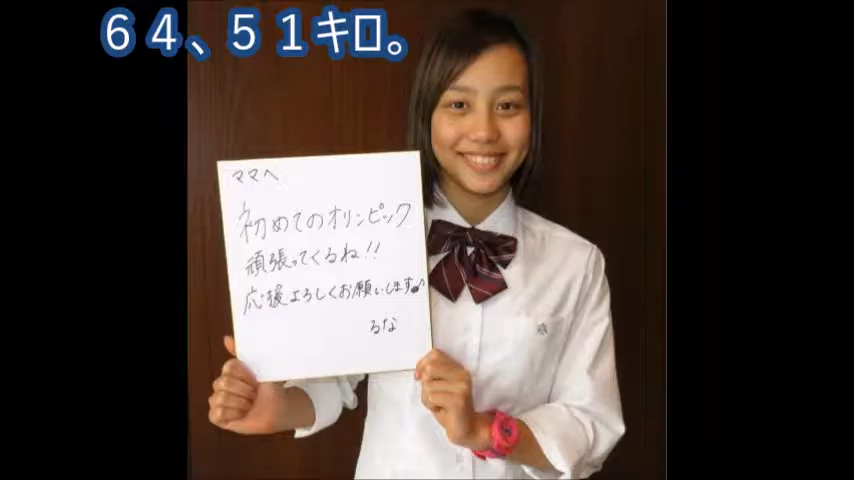 64、51キロ。
ママへ
初めてのオリンピック
頑張ってくるね!!
応援よろしくお願いします♪
るな